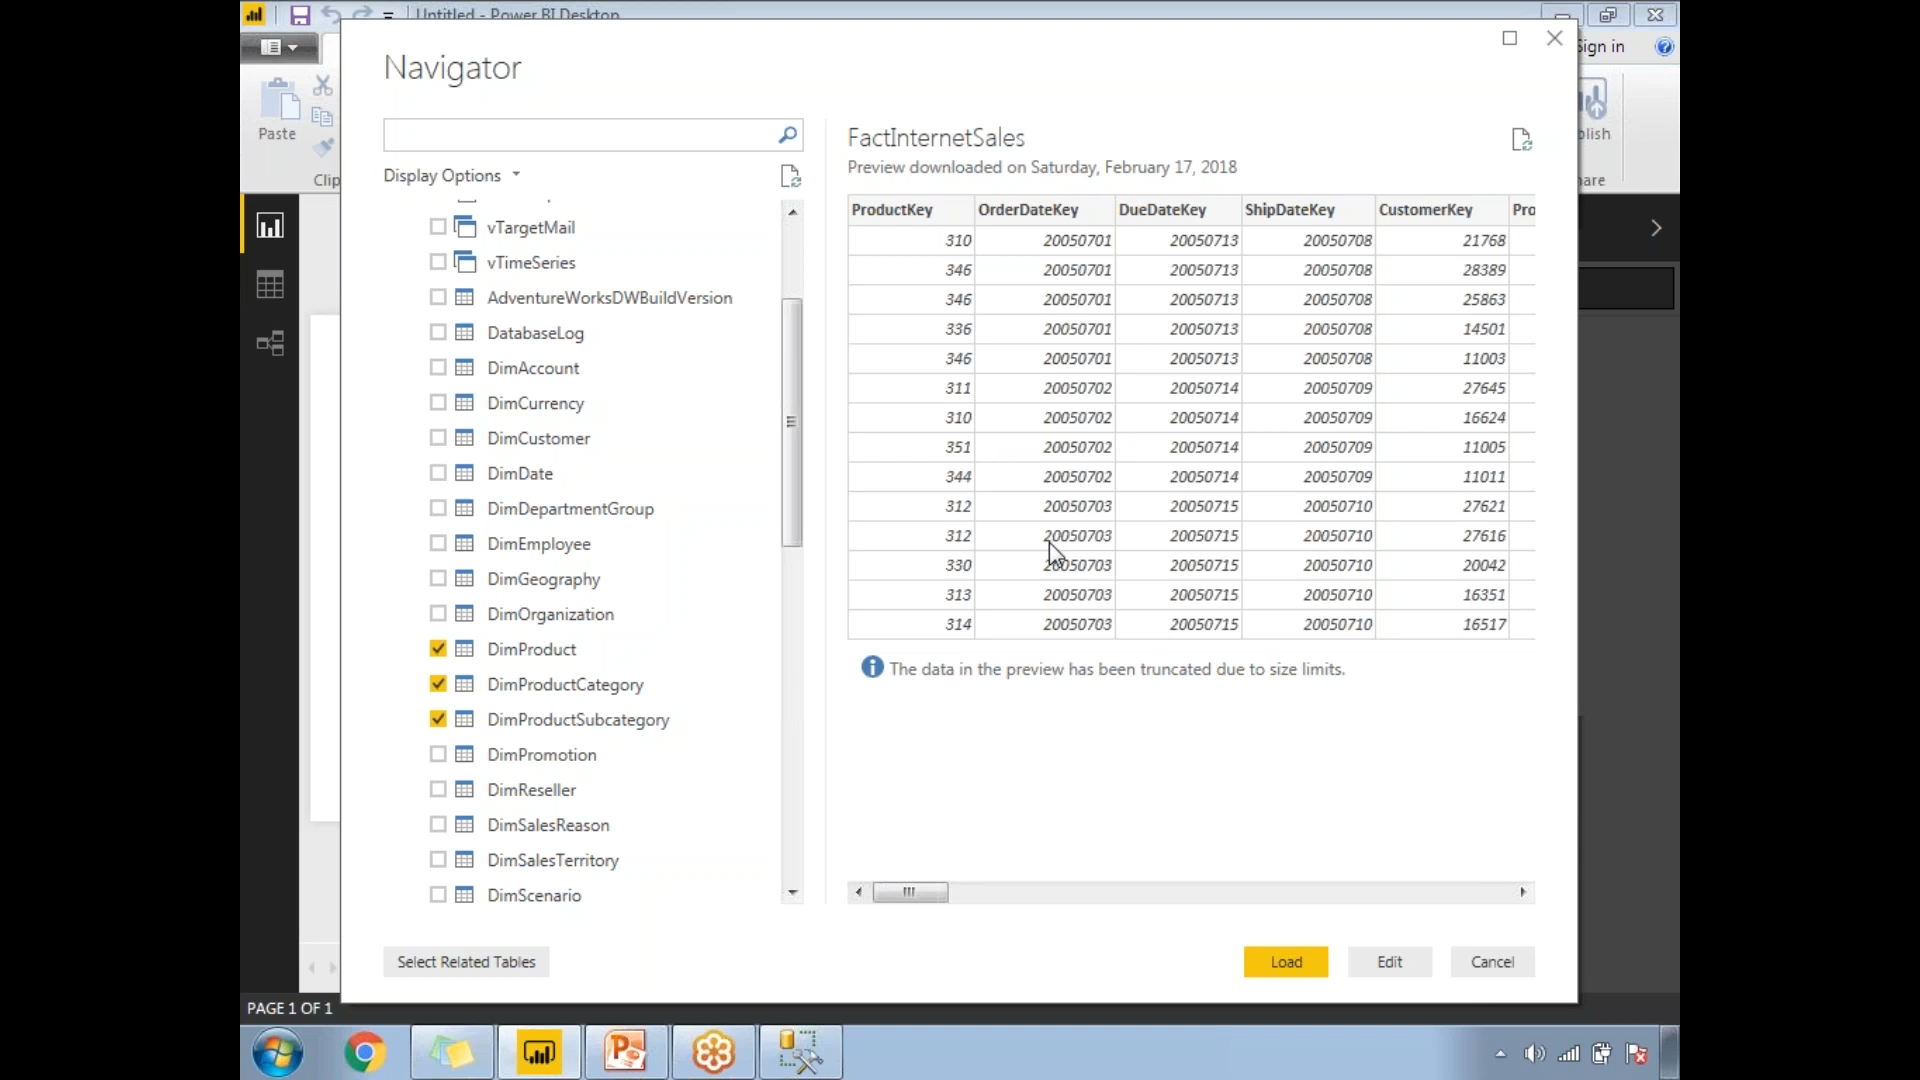 Untitled - Power BI Desktop
Sign in
Paste
Clip
blish
are
Navigator
Display Options
vTargetMail
vTimeSeries
AdventureWorksDWBuildVersion
DatabaseLog
DimAccount
DimCurrency
DimCustomer
DimDate
DimDepartmentGroup
DimEmployee
DimGeography
DimOrganization
DimProduct
DimProductCategory
DimProductSubcategory
DimPromotion
DimReseller
DimSalesReason
DimSalesTerritory
DimScenario
Select Related Tables
FactInternetSales
Preview downloaded on Saturday, February 17, 2018
ProductKey OrderDateKey DueDateKey ShipDateKey CustomerKey Pro
310 20050701 20050713 20050708 21768
346 20050701 20050713 20050708 28389
346 20050701 20050713 20050708 25863
336 20050701 20050713 20050708 14501
346 20050701 20050713 20050708 11003
311 20050702 20050714 20050709 27645
310 20050702 20050714 20050709 16624
351 20050702 20050714 20050709 11005
344 20050702 20050714 20050709 11011
312 20050703 20050715 20050710 27621
312 20050703 20050715 20050710 27616
330 20050703 20050715 20050710 20042
313 20050703 20050715 20050710 16351
314 20050703 20050715 20050710 16517
The data in the preview has been truncated due to size limits.
Load Edit Cancel
PAGE 1 OF 1